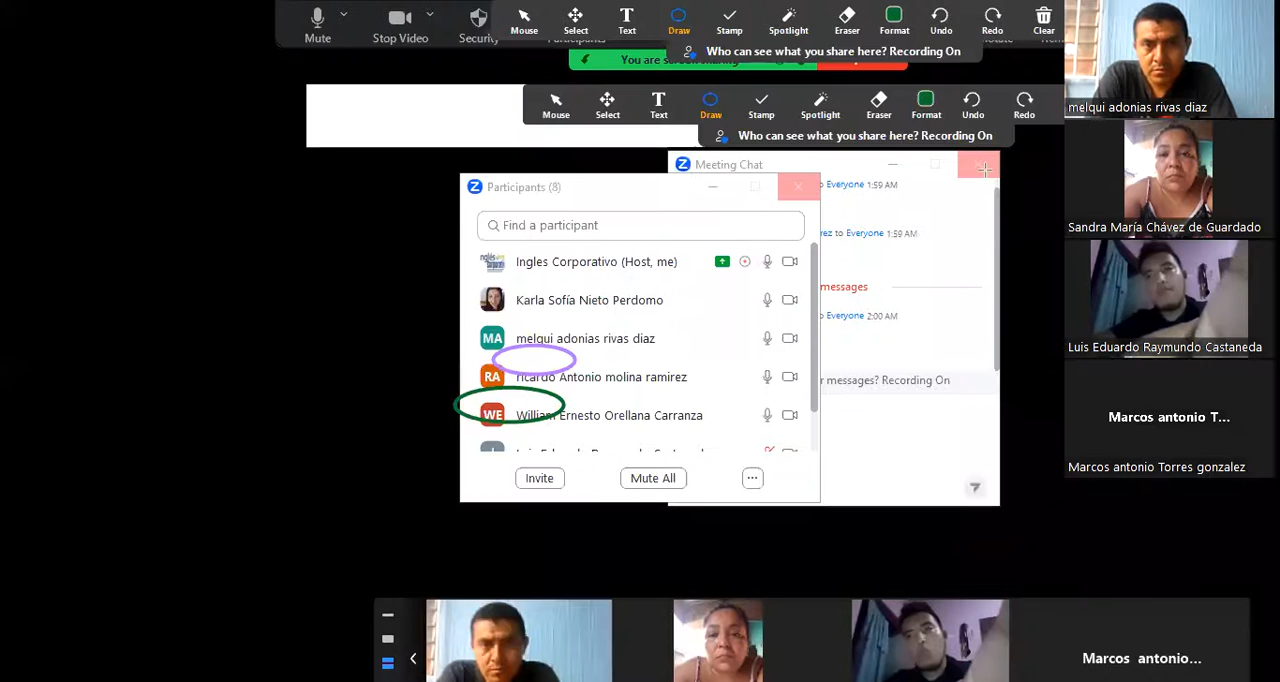 Mute
Stop Video
Security
Mouse
Select
Text
Draw
Stamp
Spotlight
Eraser
Format
Undo
Redo
Clear
Who can see what you share here? Recording On
You are screen sharing
Mouse
Select
Text
Draw
Stamp
Spotlight
Eraser
Format
Undo
Redo
Who can see what you share here? Recording On
melqui adonias rivas diaz
Sandra María Chávez de Guardado
Luis Eduardo Raymundo Castaneda
Marcos antonio T...
Marcos antonio Torres gonzalez
Meeting Chat
to Everyone 1:59 AM
to Everyone 1:59 AM
messages
to Everyone 2:00 AM
messages? Recording On
Participants (8)
Find a participant
Ingles Corporativo (Host, me)
Karla Sofía Nieto Perdomo
MA melqui adonias rivas diaz
RA ricardo Antonio molina ramirez
WE William Ernesto Orellana Carranza
Invite
Mute All
...
Marcos antonio...